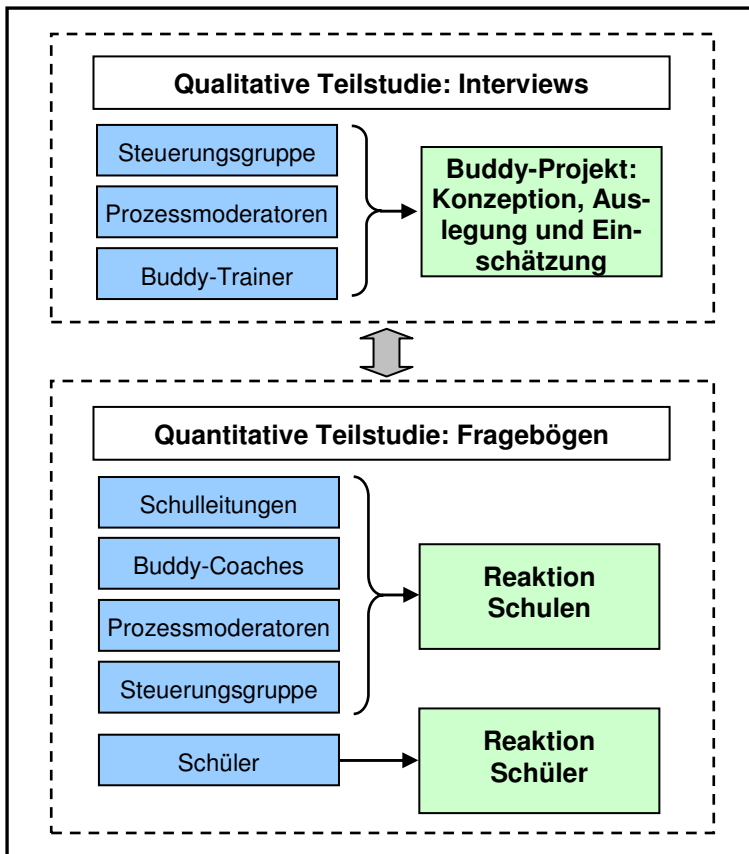 Qualitative Teilstudie: Interviews
Steuerungsgruppe
Prozessmoderatoren
Buddy-Trainer
Buddy-Projekt:
Konzeption, Aus-
legung und Ein-
schätzung
Quantitative Teilstudie: Fragebögen
Schulleitungen
Buddy-Coaches
Prozessmoderatoren
Steuerungsgruppe
Reaktion
Schulen
Schüler
Reaktion
Schüler